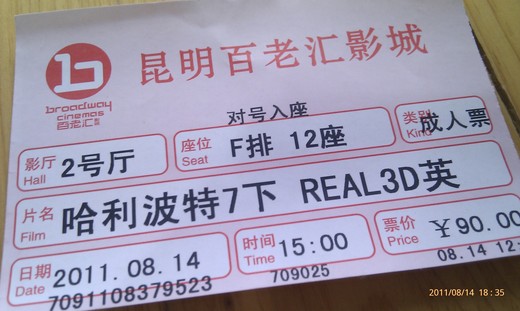 昆明百老汇影城
broadway
cinemas
百老汇
对号入座
影厅 Hall 2号厅 座位 Seat F排 12座 类别 Kind 成人票
片名 Film 哈利波特7下 REAL3D英
日期 Date 2011.08.14 时间 Time 15:00 票价 Price ￥90.00
7091108379523 709025 08.14 12:
2011/08/14 18:35